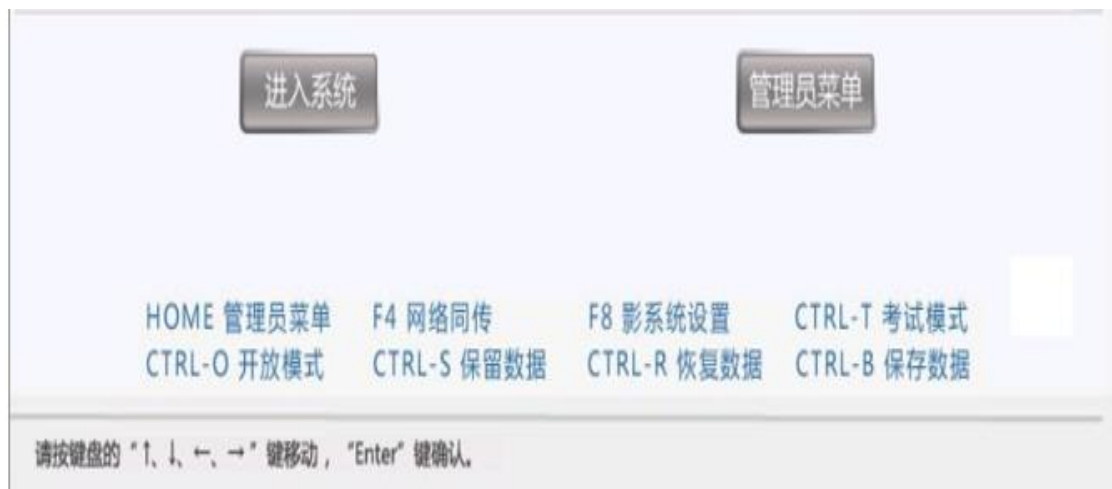 进入系统 管理员菜单
HOME 管理员菜单 F4 网络同传 F8 影系统设置 CTRL-T 考试模式
CTRL-O 开放模式 CTRL-S 保留数据 CTRL-R 恢复数据 CTRL-B 保存数据
请按键盘的“↑、↓、←、→”键移动，“Enter”键确认。